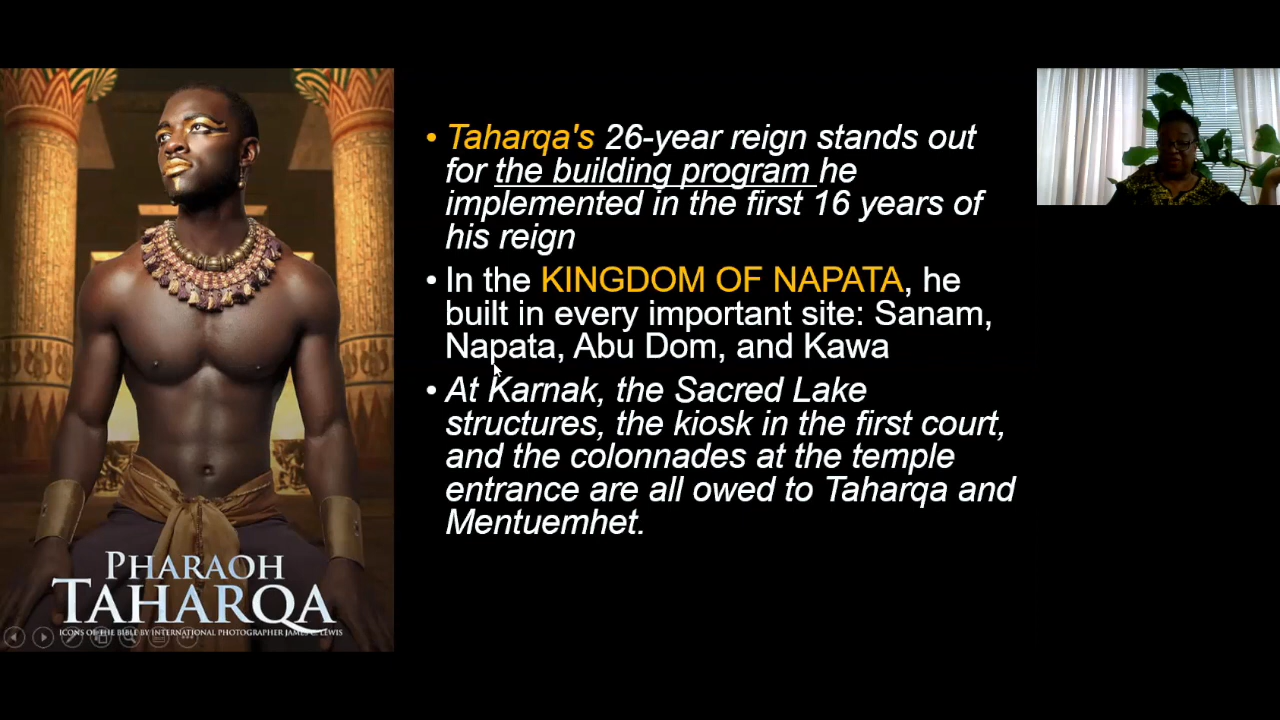 • Taharqa's 26-year reign stands out
for the building program he
implemented in the first 16 years of
his reign
• In the KINGDOM OF NAPATA, he
built in every important site: Sanam,
Napata, Abu Dom, and Kawa
• At Karnak, the Sacred Lake
structures, the kiosk in the first court,
and the colonnades at the temple
entrance are all owed to Taharqa and
Mentuemhet.
PHARAOH
TAHARQA
ICONS OF THE BIBLE BY INTERNATIONAL PHOTOGRAPHER JAMES C. LEWIS